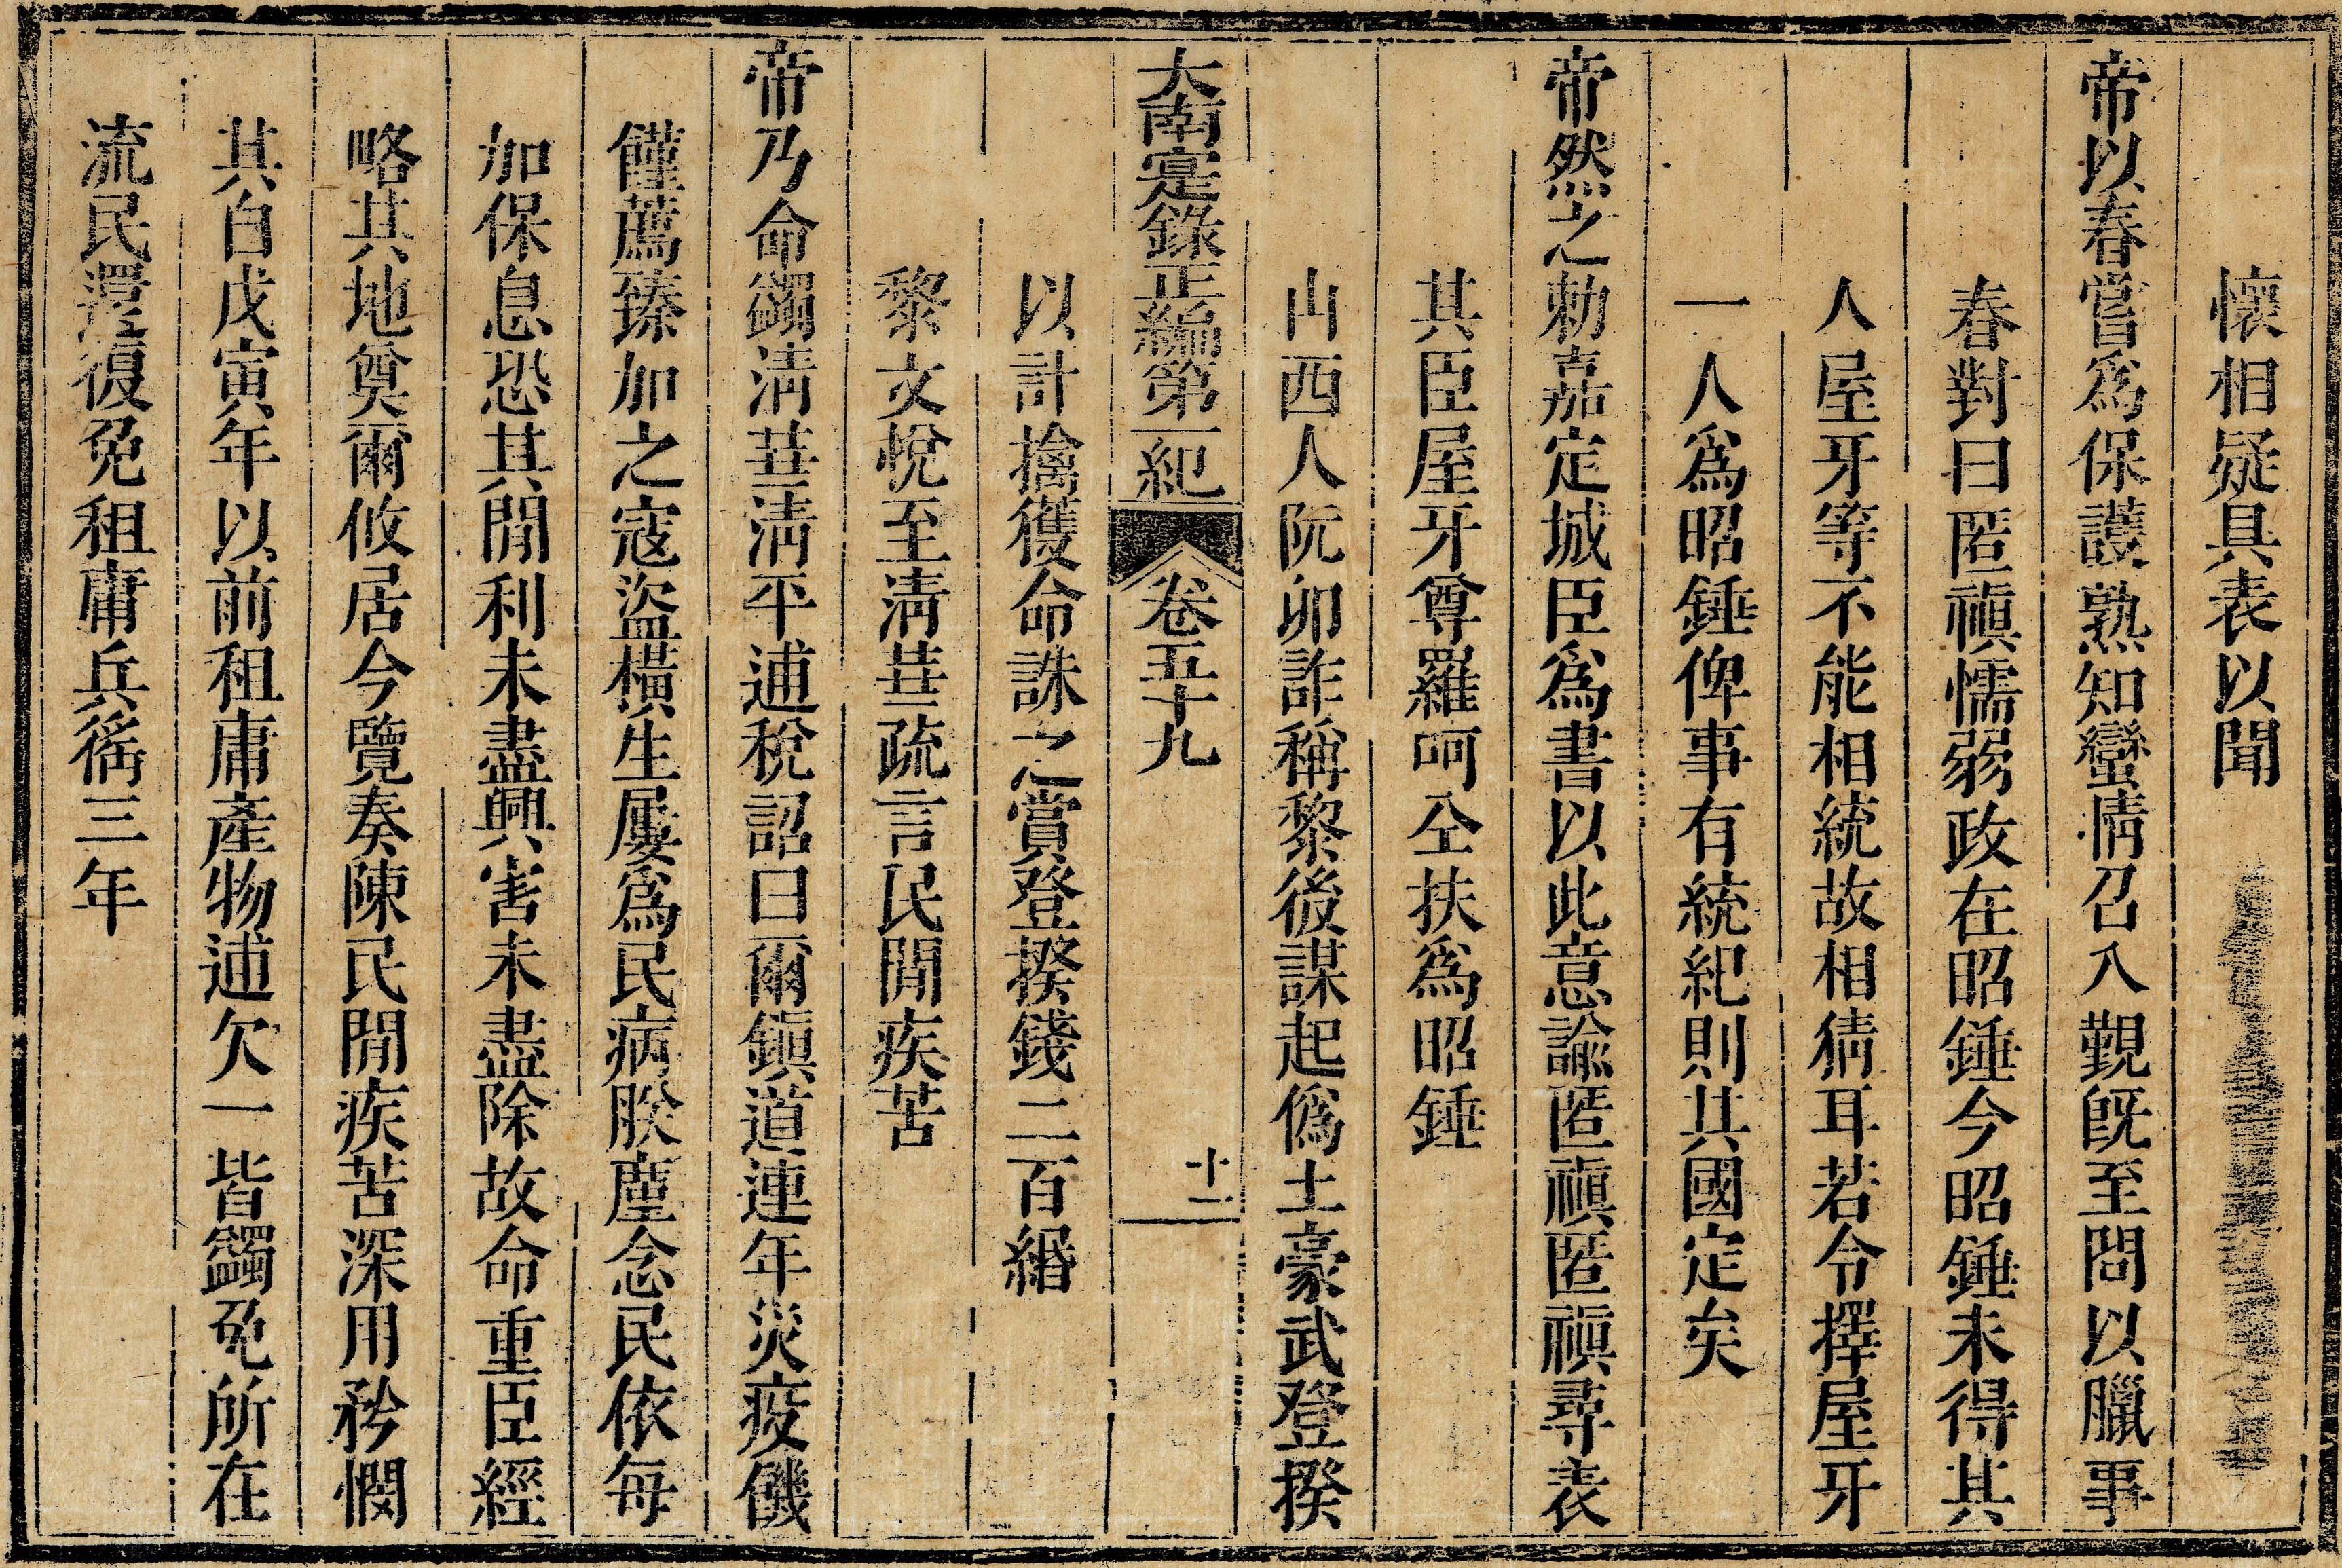 懷相疑具表以聞
帝以春嘗爲保護熟知蠻情召入覲旣至問以臘事
春對曰匿禛懦弱政在昭錘今昭錘未得其
人屋牙等不能相統故相猜耳若令擇屋牙
一人爲昭錘俾事有統紀則其國定矣
帝然之勅嘉定城臣爲書以此意諭匿禛匿禛尋表
其臣屋牙尊羅呵仝扶爲昭錘
山西人阮卯詐稱黎後謀起僞土豪武登揆
大南寔錄正編第一紀 卷五十九 十一
以計擒獲命誅之賞登揆錢二百緡
黎文悅至淸華疏言民間疾苦
帝乃命蠲淸華淸平逋稅詔曰爾鎭道連年災疫饑
饉薦臻加之寇盜橫生屢爲民病朕廑念民依每
加保息恐其間利未盡興害未盡除故命重臣經
略其地奠爾攸居今覽奏陳民間疾苦深用矜憫
其自戊寅年以前租庸產物逋欠一皆蠲免所在
流民還復免租庸兵徭三年